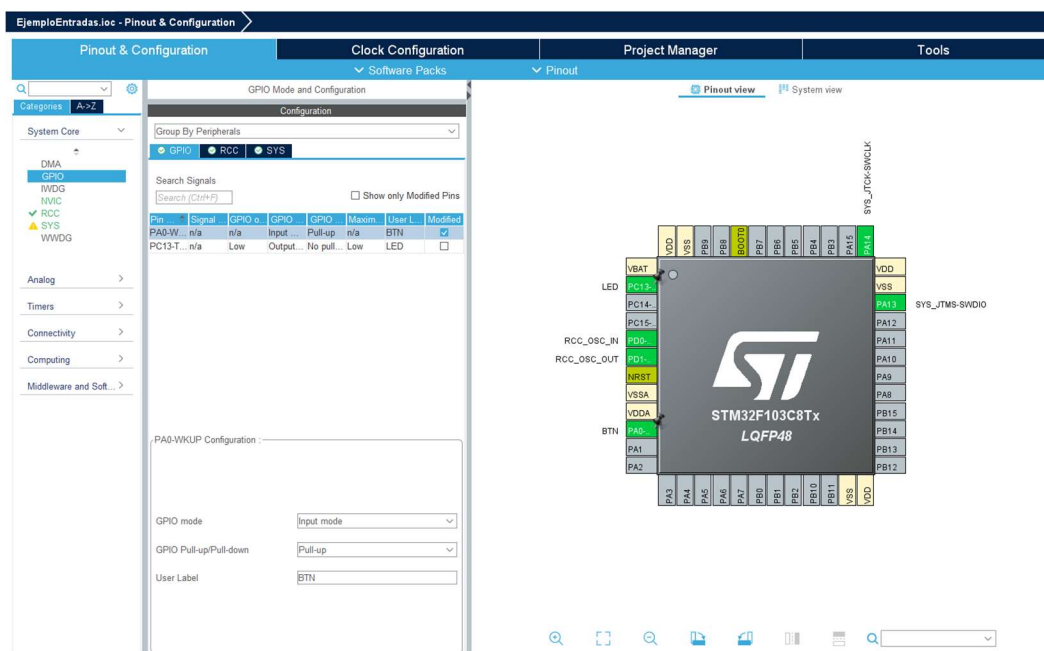 EjemploEntradas.ioc - Pinout & Configuration
Pinout & Configuration Clock Configuration Project Manager Tools
Software Packs Pinout
GPIO Mode and Configuration
Pinout view System view
Categories A->Z
Configuration
System Core
Group By Peripherals
GPIO RCC SYS
DMA
GPIO
IWDG
NVIC
RCC
SYS
WWDG
Analog
Timers
Connectivity
Computing
Middleware and Soft...
Search Signals
Search (Ctrl+F) Show only Modified Pins
Pin ... Signal ... GPIO o... GPIO ... GPIO ... Maxim... User L... Modified
PA0-W... n/a n/a Input ... Pull-up n/a BTN
PC13-T... n/a Low Output... No pull... Low LED
PA0-WKUP Configuration :
GPIO mode Input mode
GPIO Pull-up/Pull-down Pull-up
User Label BTN
SYS_JTCK-SWCLK
VDD VSS PB9 PB8 BOOT0 PB7 PB6 PB5 PB4 PB3 PA15 PA14
VBAT VDD
LED PC13-.. VSS
PC14-.. PA13 SYS_JTMS-SWDIO
PC15-.. PA12
RCC_OSC_IN PD0-.. PA11
RCC_OSC_OUT PD1-.. PA10
NRST PA9
VSSA PA8
VDDA PB15
BTN PA0-.. PB14
PA1 PB13
PA2 PB12
ST
STM32F103C8Tx
LQFP48
PA3 PA4 PA5 PA6 PA7 PB0 PB1 PB2 PB10 PB11 VSS VDD